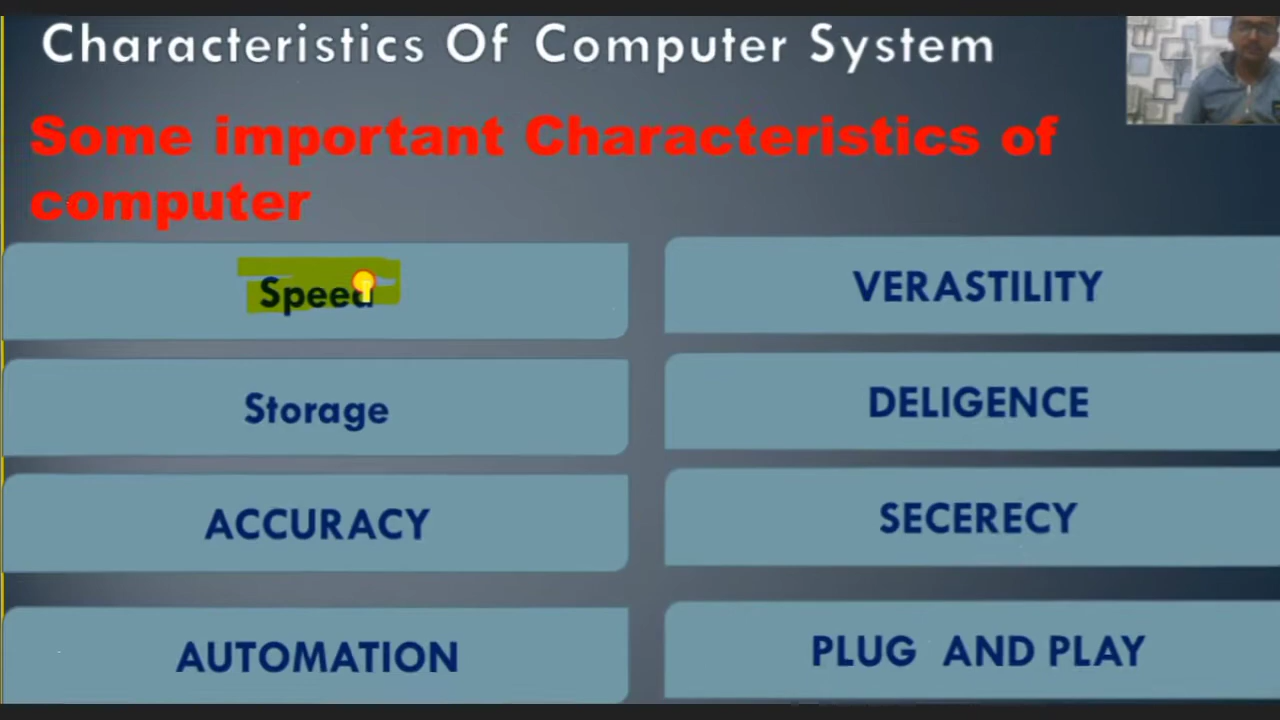 Characteristics Of Computer System
Some important Characteristics of
computer
Speed
VERASTILITY
Storage
DELIGENCE
ACCURACY
SECERECY
AUTOMATION
PLUG AND PLAY